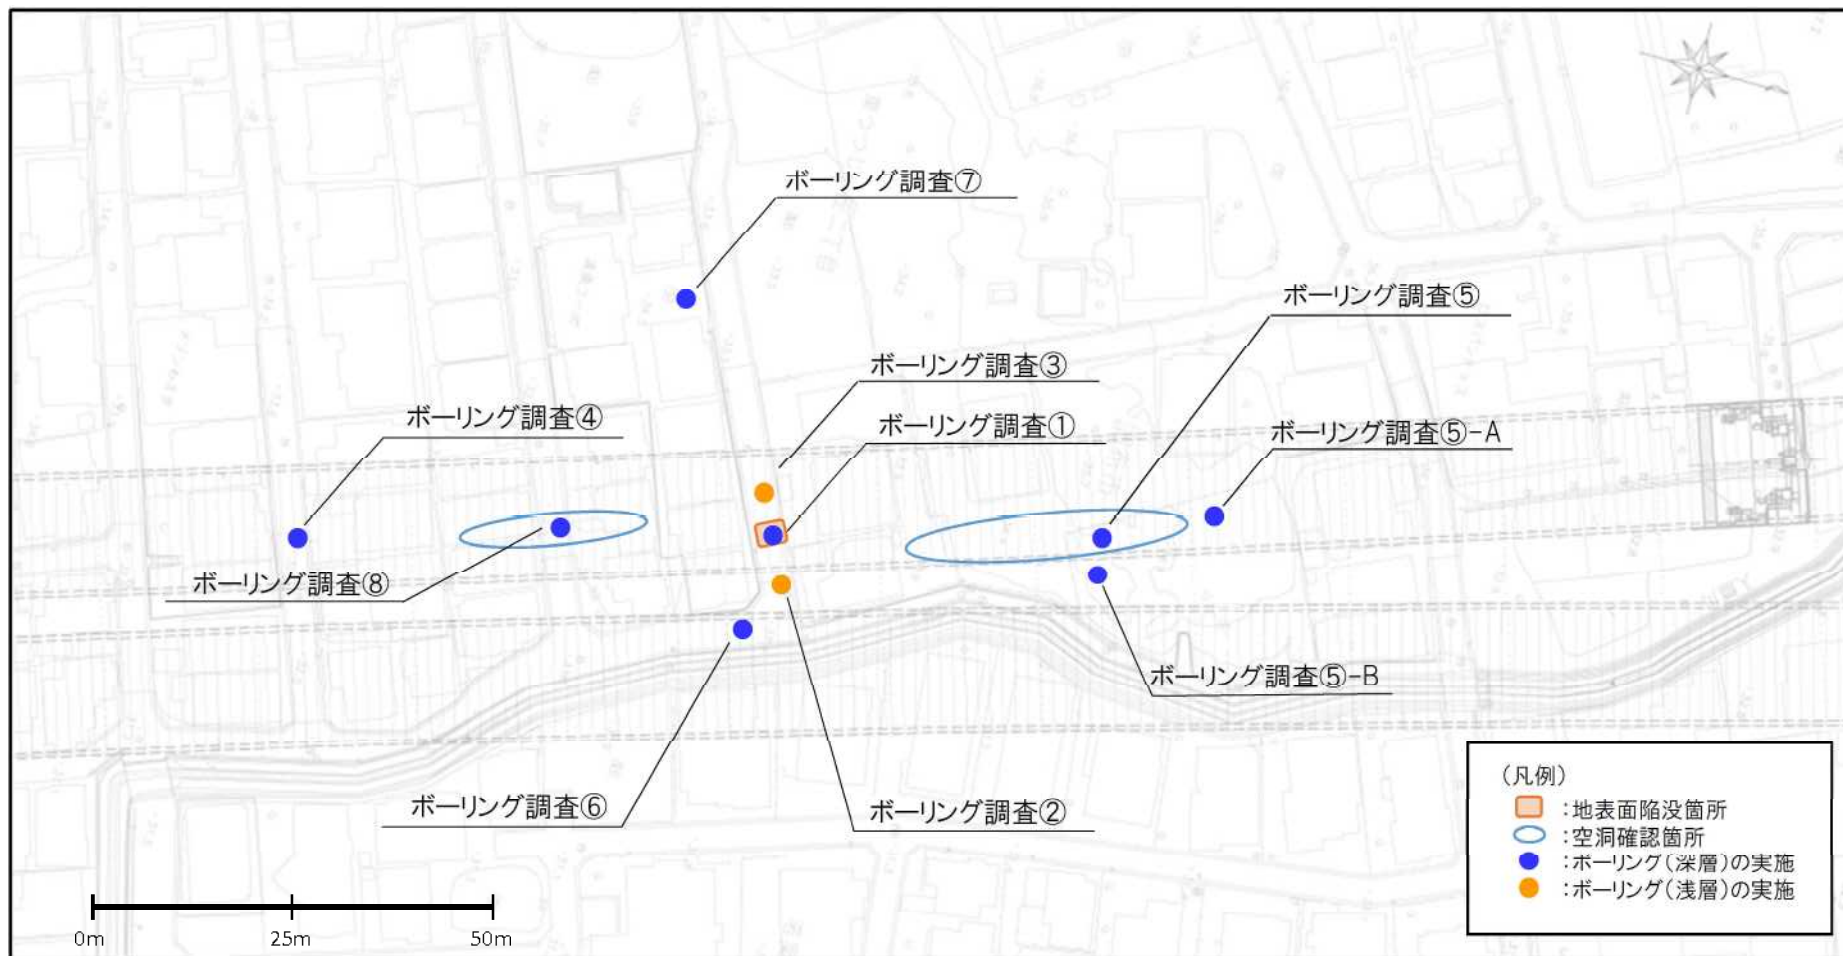 ボーリング調査⑦
ボーリング調査⑤
ボーリング調査③
ボーリング調査④
ボーリング調査①
ボーリング調査⑤-A
ボーリング調査⑧
ボーリング調査⑤-B
ボーリング調査⑥
ボーリング調査②
(凡例)
:地表面陥没箇所
:空洞確認箇所
:ボーリング(深層)の実施
:ボーリング(浅層)の実施
0m
25m
50m